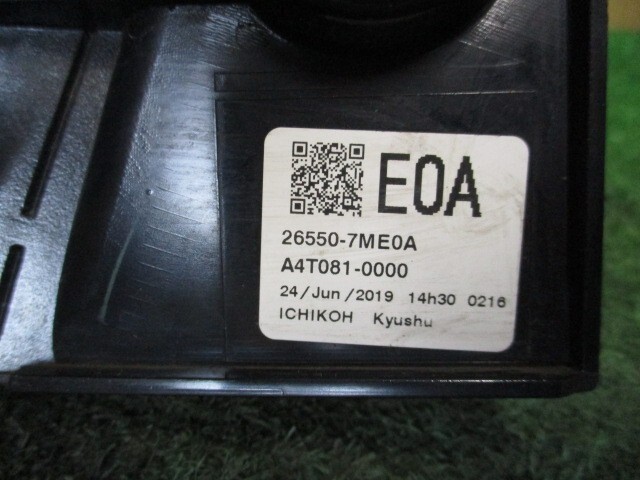 E0A
26550-7ME0A
A4T081-0000
24/Jun/2019 14h30 0216
ICHIKOH Kyushu